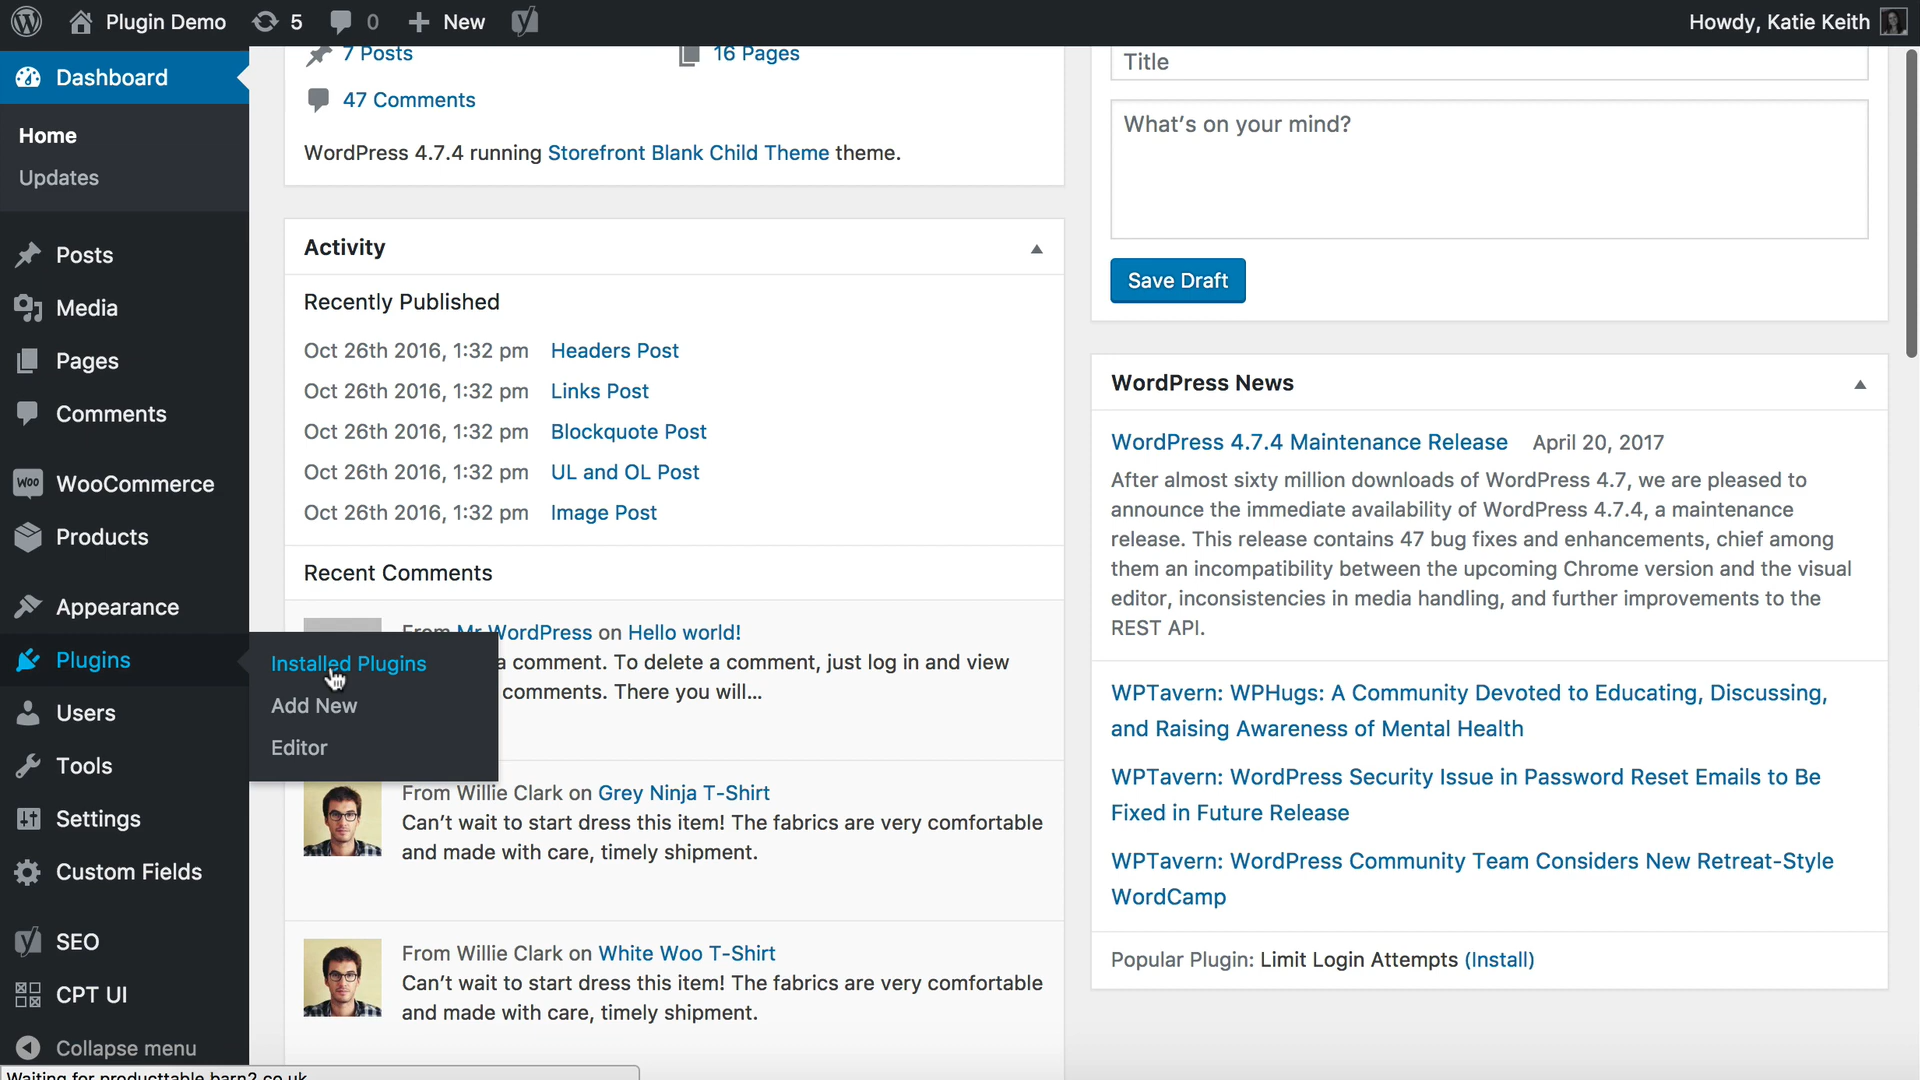 Plugin Demo 5 0 New Howdy, Katie Keith
Dashboard
Home
Updates
Posts
Media
Pages
Comments
WOO WooCommerce
Products
Appearance
Plugins
Users
Tools
Settings
Custom Fields
SEO
CPT UI
Collapse menu
Installed Plugins
Add New
Editor
7 Posts
16 Pages
47 Comments
WordPress 4.7.4 running Storefront Blank Child Theme theme.
Activity
Recently Published
Oct 26th 2016, 1:32 pm Headers Post
Oct 26th 2016, 1:32 pm Links Post
Oct 26th 2016, 1:32 pm Blockquote Post
Oct 26th 2016, 1:32 pm UL and OL Post
Oct 26th 2016, 1:32 pm Image Post
Recent Comments
From Mr WordPress on Hello world!
a comment. To delete a comment, just log in and view
comments. There you will...
From Willie Clark on Grey Ninja T-Shirt
Can't wait to start dress this item! The fabrics are very comfortable
and made with care, timely shipment.
From Willie Clark on White Woo T-Shirt
Can't wait to start dress this item! The fabrics are very comfortable
and made with care, timely shipment.
Title
What's on your mind?
Save Draft
WordPress News
WordPress 4.7.4 Maintenance Release April 20, 2017
After almost sixty million downloads of WordPress 4.7, we are pleased to
announce the immediate availability of WordPress 4.7.4, a maintenance
release. This release contains 47 bug fixes and enhancements, chief among
them an incompatibility between the upcoming Chrome version and the visual
editor, inconsistencies in media handling, and further improvements to the
REST API.
WPTavern: WPHugs: A Community Devoted to Educating, Discussing,
and Raising Awareness of Mental Health
WPTavern: WordPress Security Issue in Password Reset Emails to Be
Fixed in Future Release
WPTavern: WordPress Community Team Considers New Retreat-Style
WordCamp
Popular Plugin: Limit Login Attempts (Install)
Waiting for producttable.barn2.co.uk